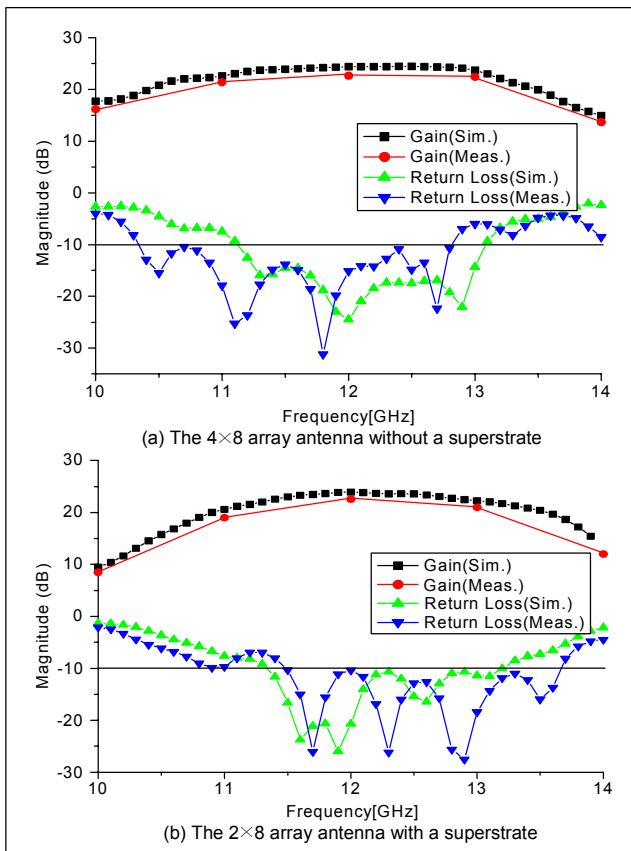 30
20
10
0
-10
-20
-30
Magnitude (dB)
Gain(Sim.)
Gain(Meas.)
Return Loss(Sim.)
Return Loss(Meas.)
10 11 12 13 14
Frequency[GHz]
(a) The 4×8 array antenna without a superstrate
30
20
10
0
-10
-20
-30
Magnitude (dB)
Gain(Sim.)
Gain(Meas.)
Return Loss(Sim.)
Return Loss(Meas.)
10 11 12 13 14
Frequency[GHz]
(b) The 2×8 array antenna with a superstrate